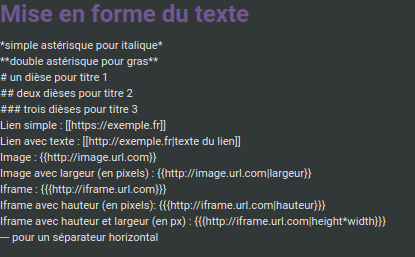 Mise en forme du texte
*simple astérisque pour italique*
**double astérisque pour gras**
# un dièse pour titre 1
## deux dièses pour titre 2
### trois dièses pour titre 3
Lien simple : [[https://exemple.fr]]
Lien avec texte : [[http://exemple.fr|texte du lien]]
Image : {{http://image.url.com}}
Image avec largeur (en pixels) : {{http://image.url.com|largeur}}
Iframe : {{{http://iframe.url.com}}}
Iframe avec hauteur (en pixels): {{{http://iframe.url.com|hauteur}}}
Iframe avec hauteur et largeur (en px) : {{{http://iframe.url.com|height*width}}}
--- pour un séparateur horizontal